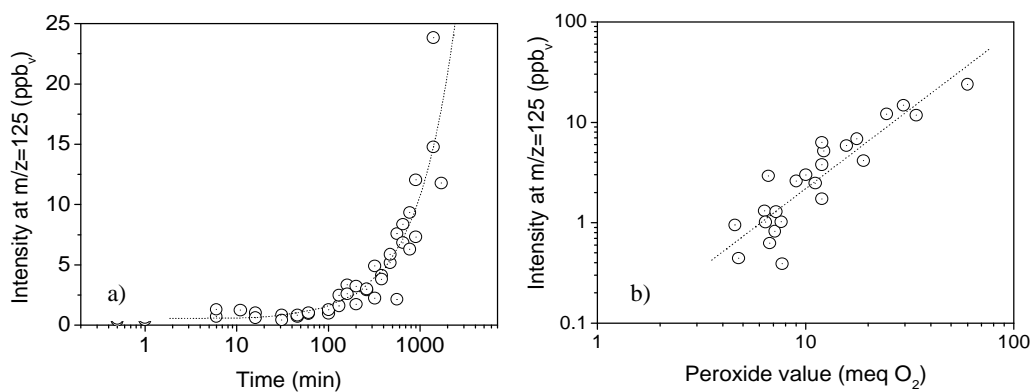 25
20
15
10
5
0
Intensity at m/z=125 (ppbv)
a)
1 10 100 1000
Time (min)
100
10
1
0.1
Intensity at m/z=125 (ppbv)
b)
1 10 100
Peroxide value (meq O2)